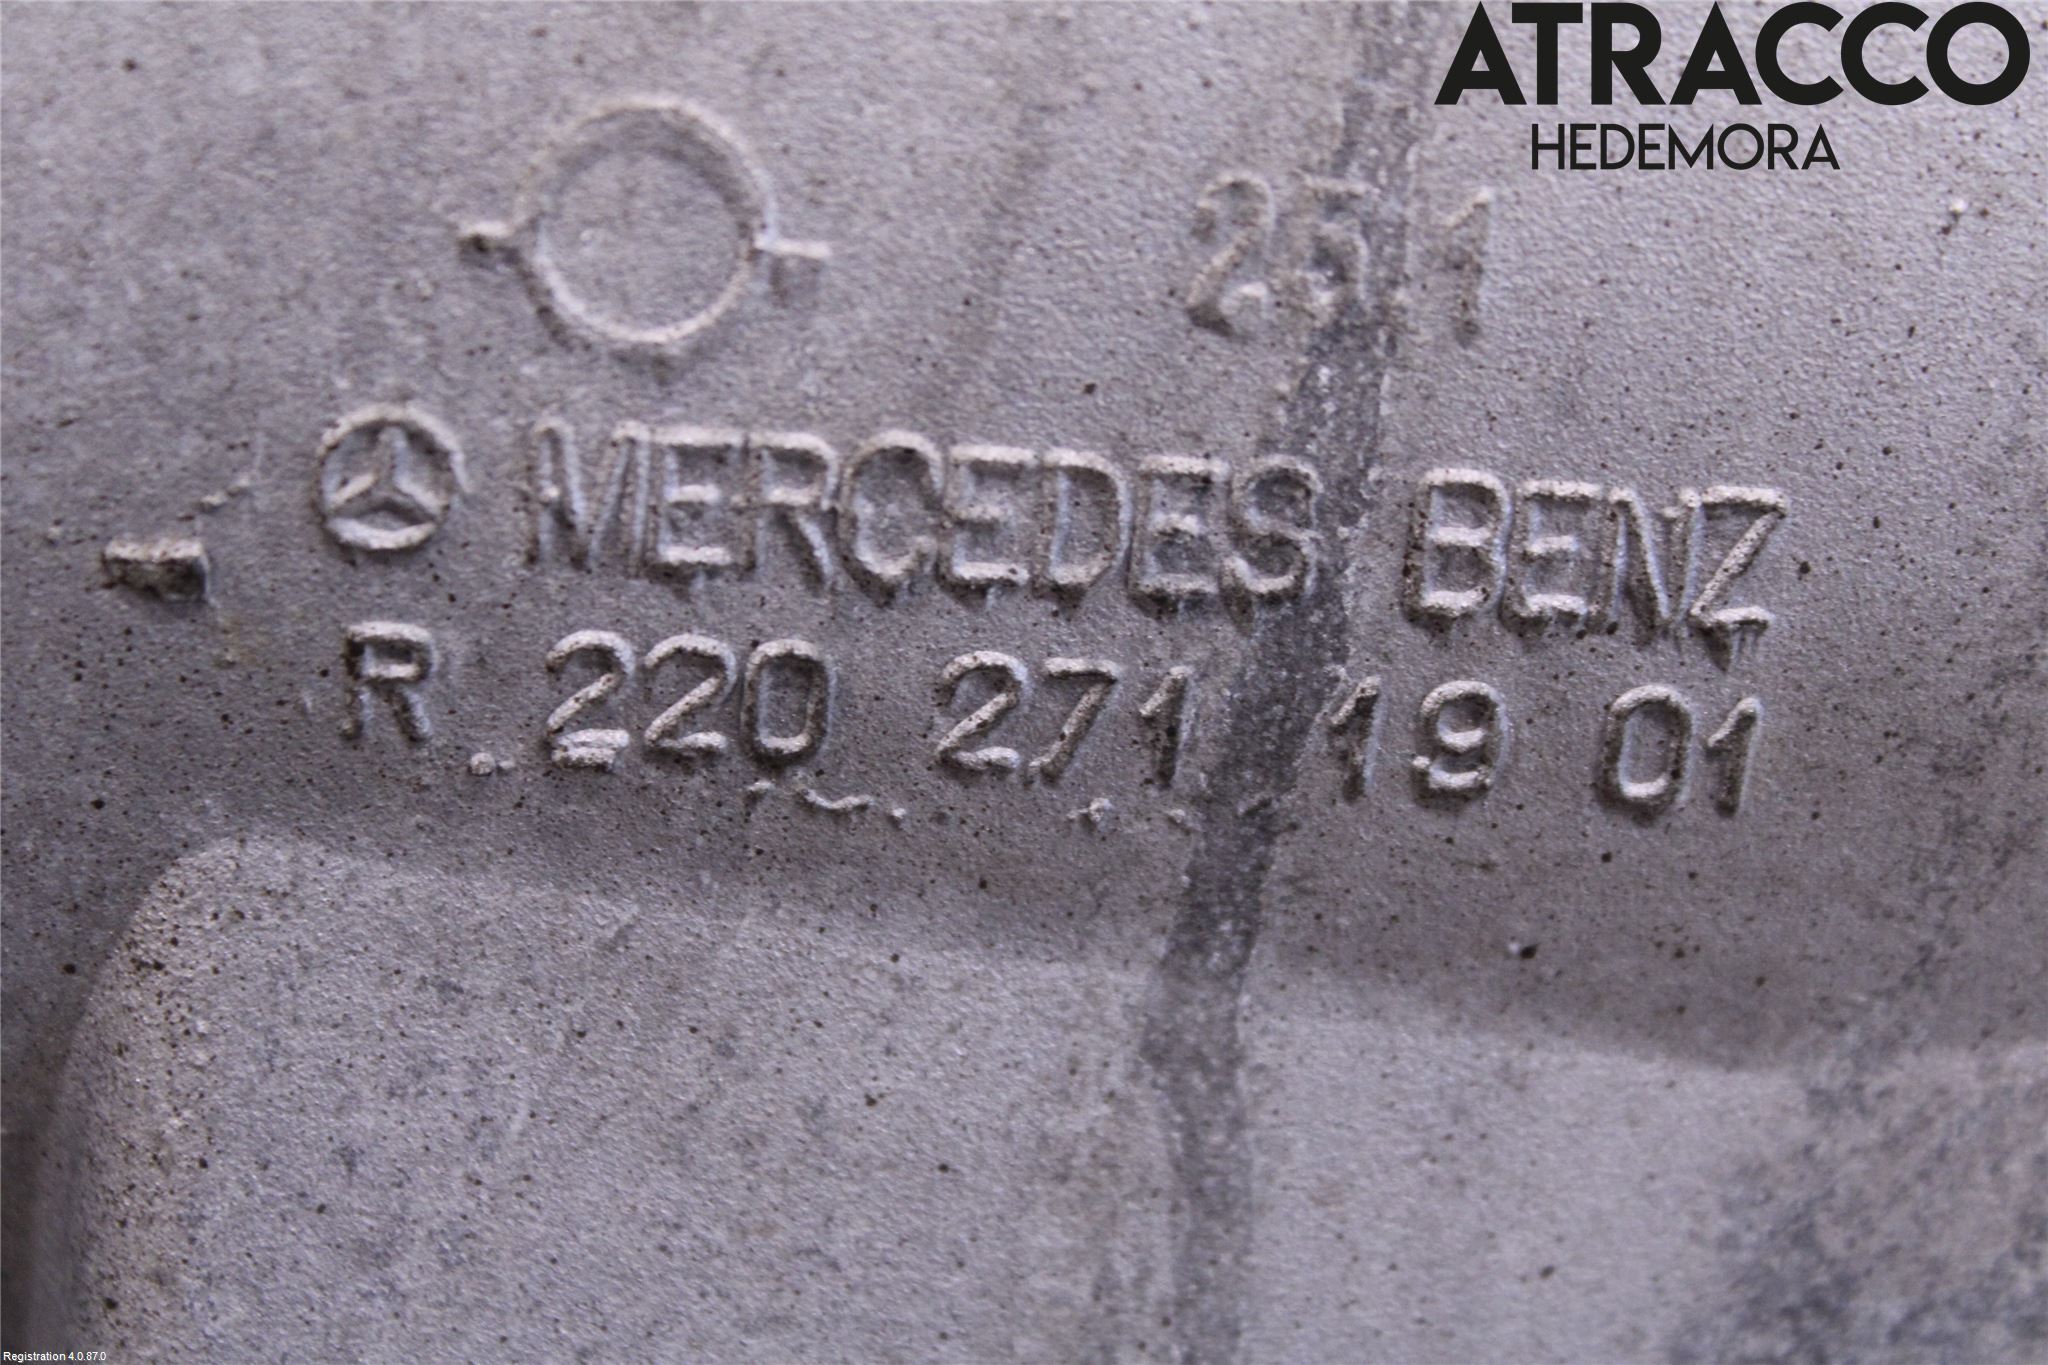 ATRACCO
HEDEMORA
25.1
MERCEDES BENZ
R 220 271 19 01
Registration 4.0.87.0